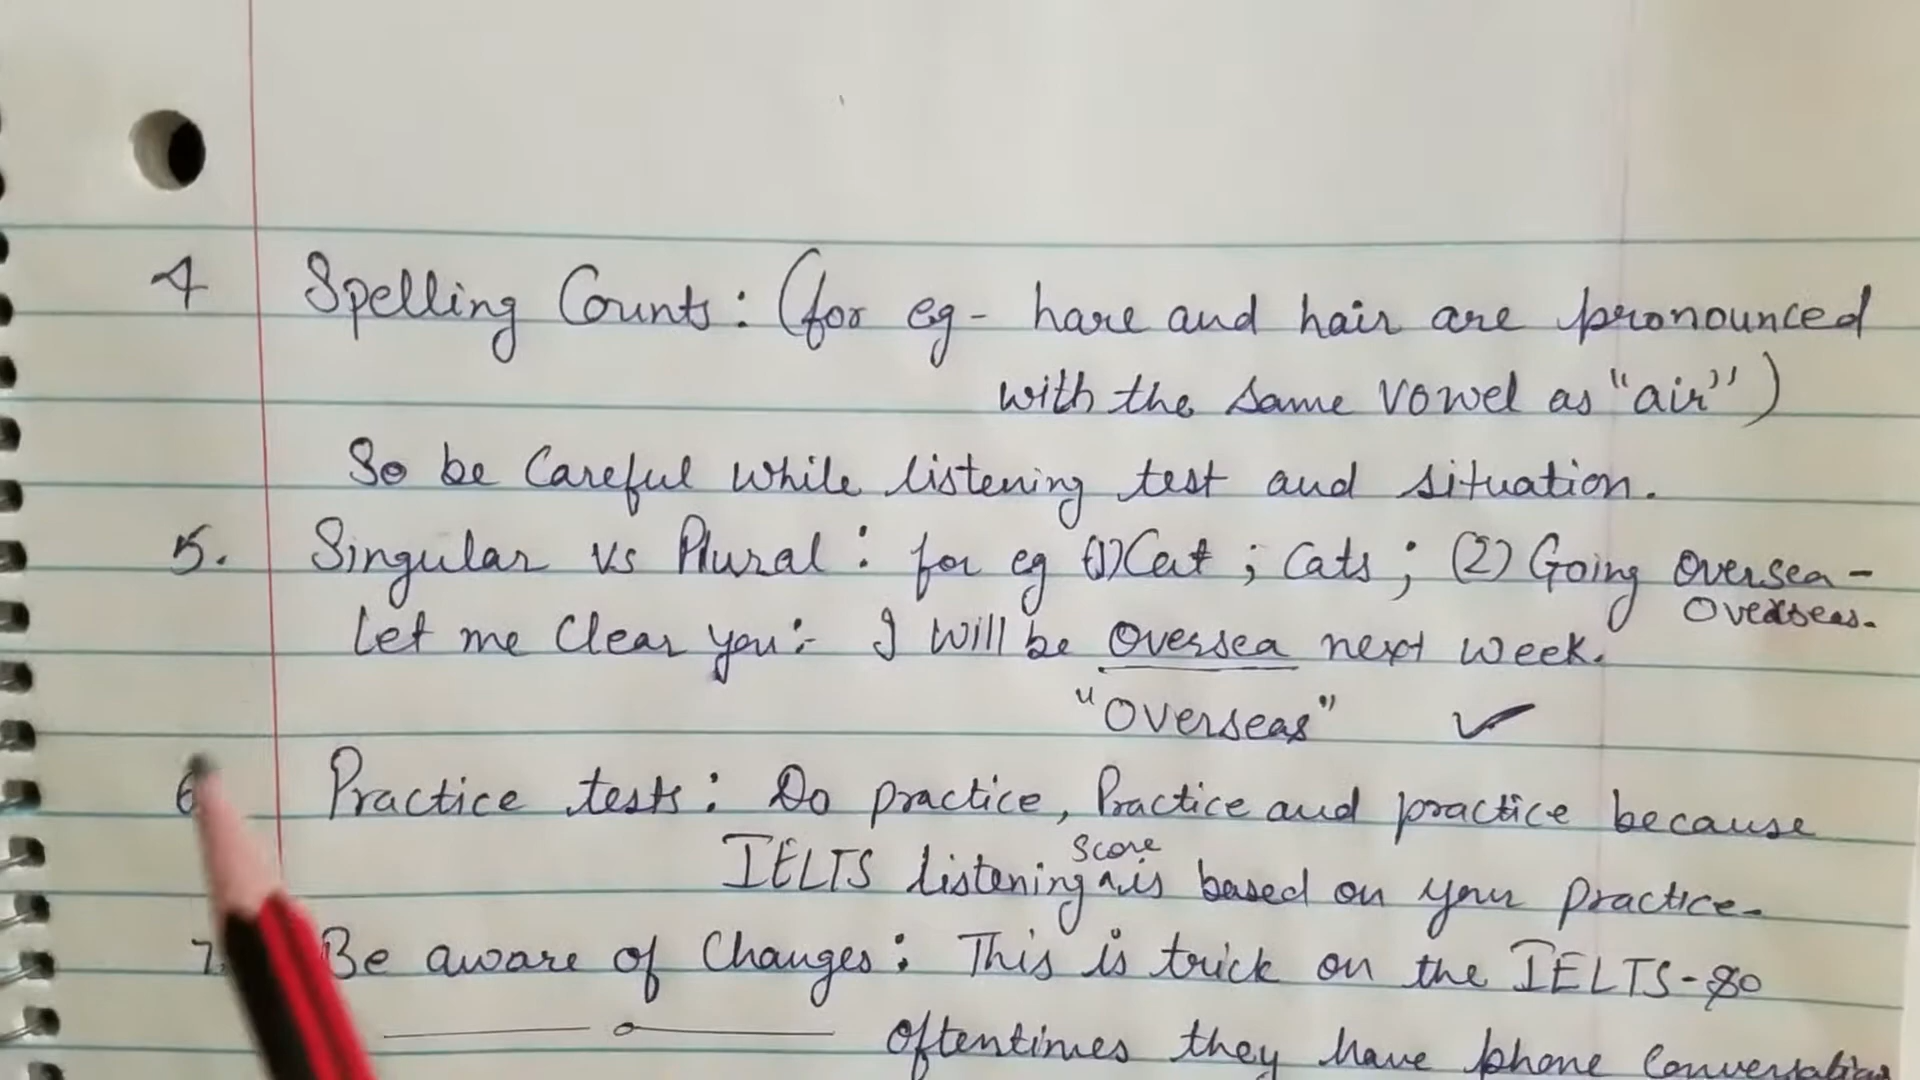 4 Spelling Counts: (for eg - hare and hair are pronounced
with the same vowel as "air")
So be Careful while listening test and situation.
5. Singular vs Plural: for eg (1) Cat; Cats; (2) Going oversea -
overseas.
Let me Clear you:- I will be oversea next week.
"Overseas" ✓
6 Practice tests: Do practice, Practice and practice because
score
IELTS listening is based on your practice-
7. Be aware of Changes: This is trick on the IELTS-so
oftentimes they have phone conversation